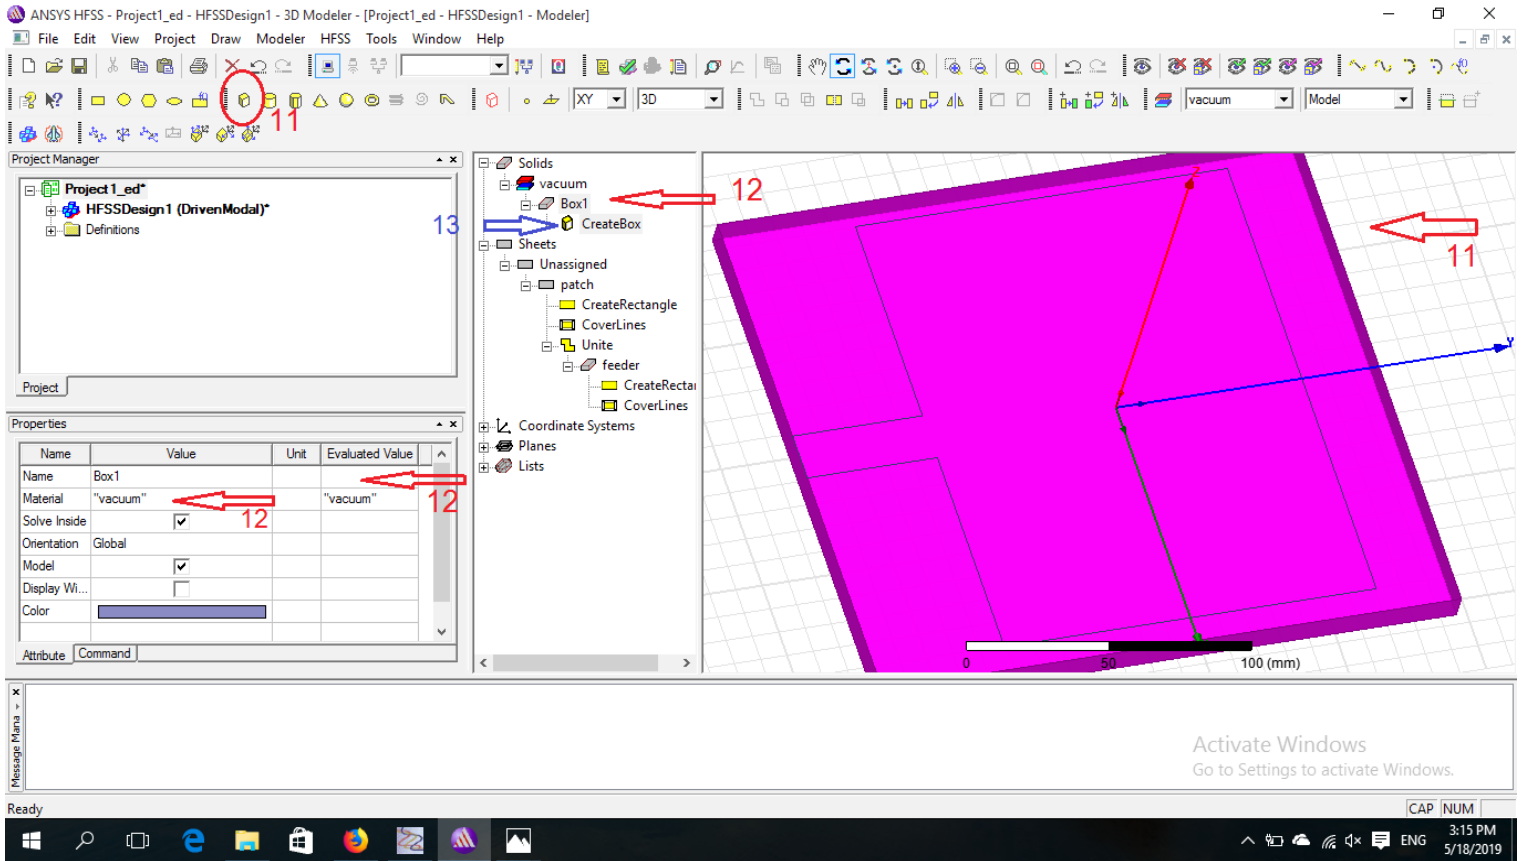 ANSYS HFSS - Project1_ed - HFSSDesign1 - 3D Modeler - [Project1_ed - HFSSDesign1 - Modeler]
File Edit View Project Draw Modeler HFSS Tools Window Help
XY 3D vacuum Model
11
Project Manager
Project1_ed*
HFSSDesign1 (DrivenModal)*
Definitions
Project
13
Solids
vacuum
Box1
12
CreateBox
Sheets
Unassigned
patch
CreateRectangle
CoverLines
Unite
feeder
CreateRecta
CoverLines
Coordinate Systems
Planes
Lists
11
Y
0 50 100 (mm)
Properties
Name Value Unit Evaluated Value
Name Box1
Material "vacuum" "vacuum"
12
12
Solve Inside
Orientation Global
Model
Display Wi...
Color
Attribute Command
Message Mana
Activate Windows
Go to Settings to activate Windows.
Ready
CAP NUM
ENG
3:15 PM
5/18/2019